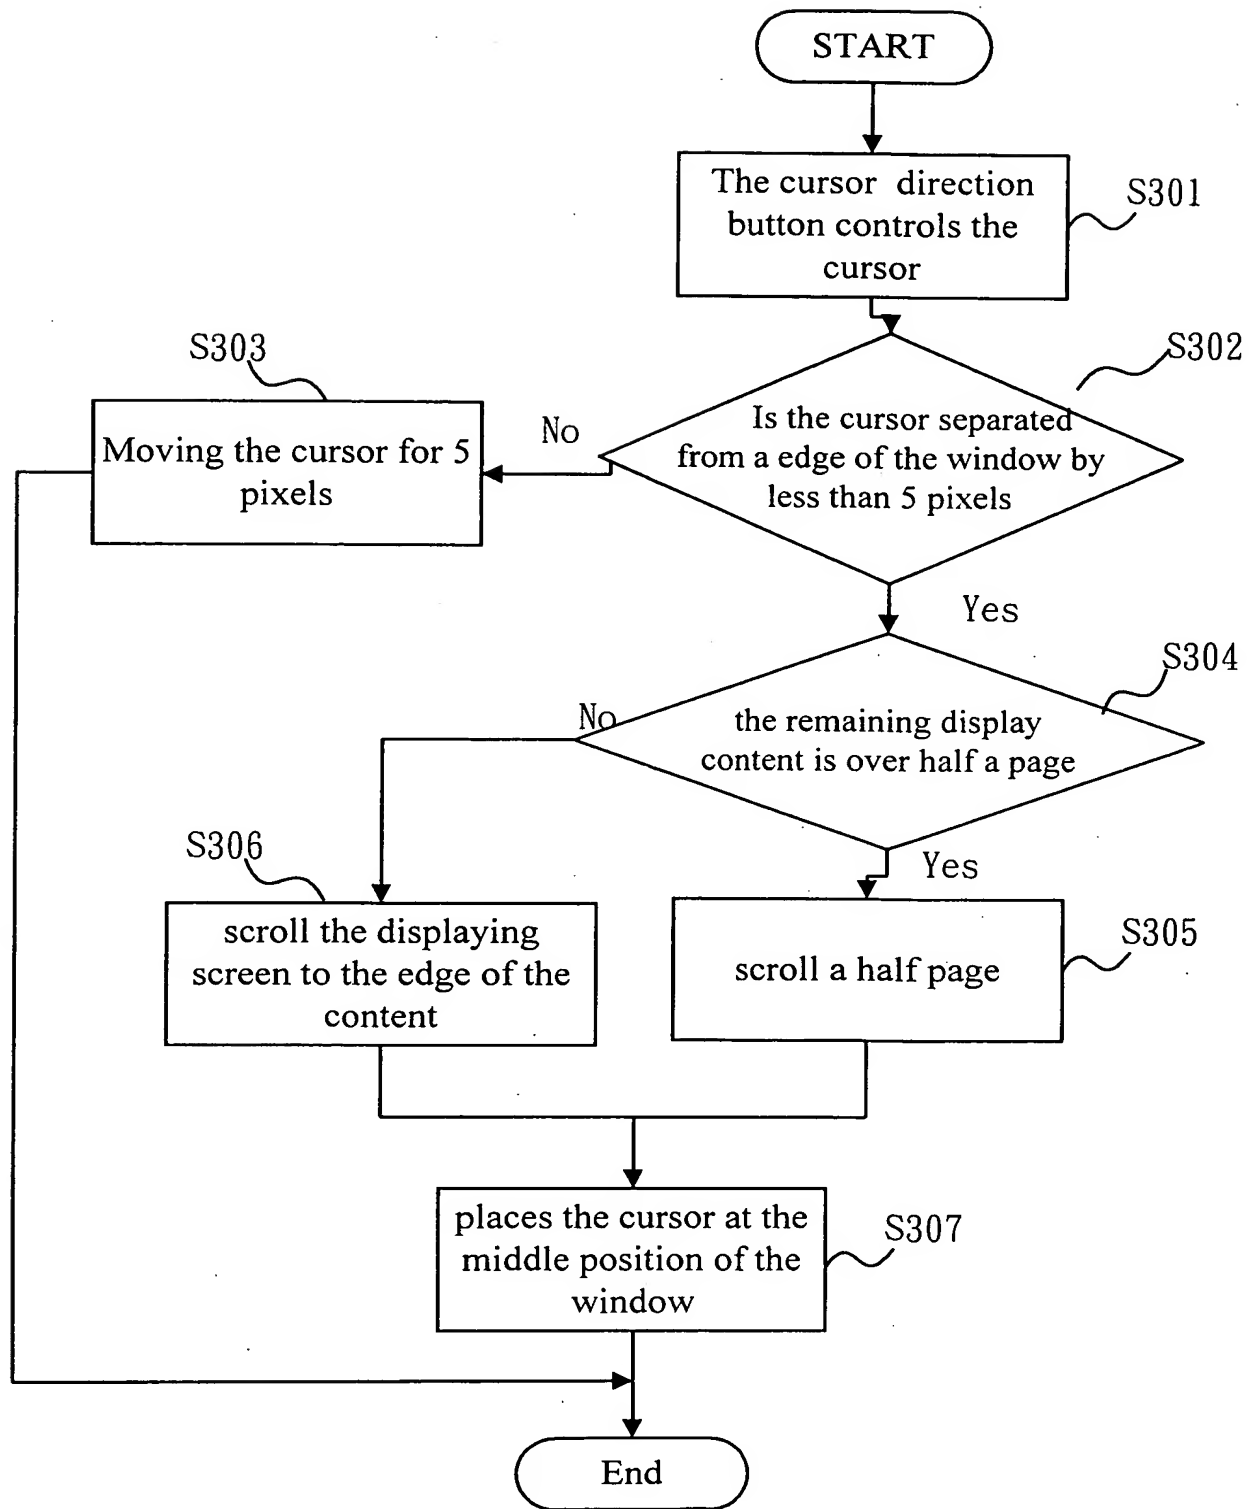 START
The cursor direction
button controls the
cursor
S301
S302
S303
Is the cursor separated
from a edge of the window by
less than 5 pixels
No
Moving the cursor for 5
pixels
Yes
S304
the remaining display
content is over half a page
No
Yes
S306
scroll the displaying
screen to the edge of the
content
S305
scroll a half page
places the cursor at the
middle position of the
window
S307
End